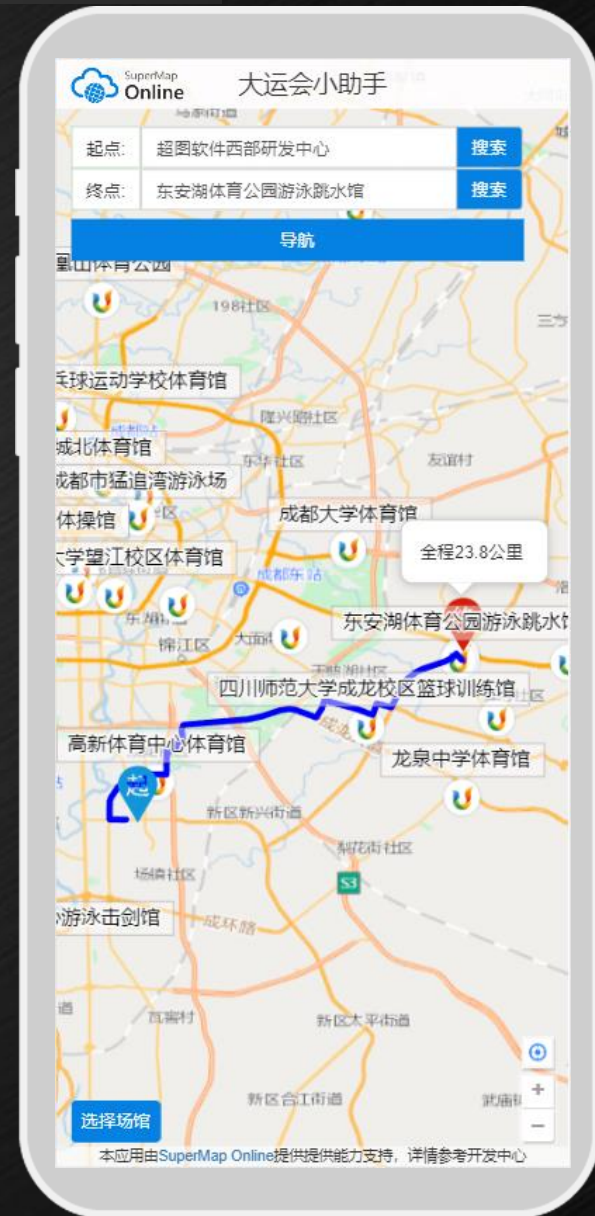 SuperMap
Online
大运会小助手
起点: 超图软件西部研发中心 搜索
终点: 东安湖体育公园游泳跳水馆 搜索
导航
凰山体育公园
198社区
乒球运动学校体育馆
隆兴路社区
城北体育馆
东华社区
友谊村
成都市猛追湾游泳场
成都大学体育馆
体操馆
全程23.8公里
大学望江校区体育馆
成都东站
东安湖体育公园游泳跳水馆
锦江区
大面
四川师范大学成龙校区篮球训练馆
高新体育中心体育馆
龙泉中学体育馆
起
新区新兴街道
梨花街社区
S3
场镇社区
游泳击剑馆
成环路
道
瓦窑村
新区太平街道
新区合江街道
武庙
+
选择场馆
−
本应用由SuperMap Online提供提供能力支持，详情参考开发中心